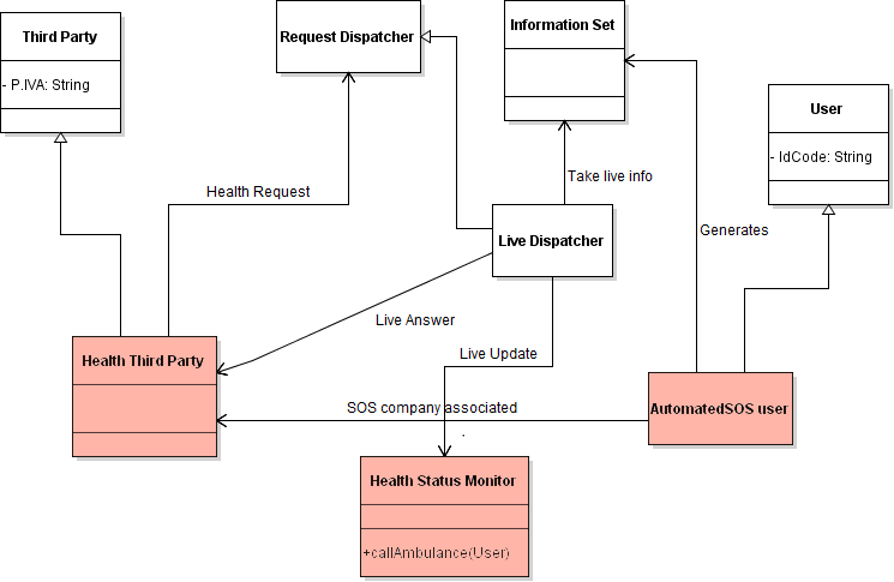 Third Party
- P.IVA: String
Request Dispatcher
Information Set
User
- IdCode: String
Health Request
Take live info
Generates
Live Dispatcher
Live Answer
Live Update
Health Third Party
SOS company associated
AutomatedSOS user
.
Health Status Monitor
+callAmbulance(User)